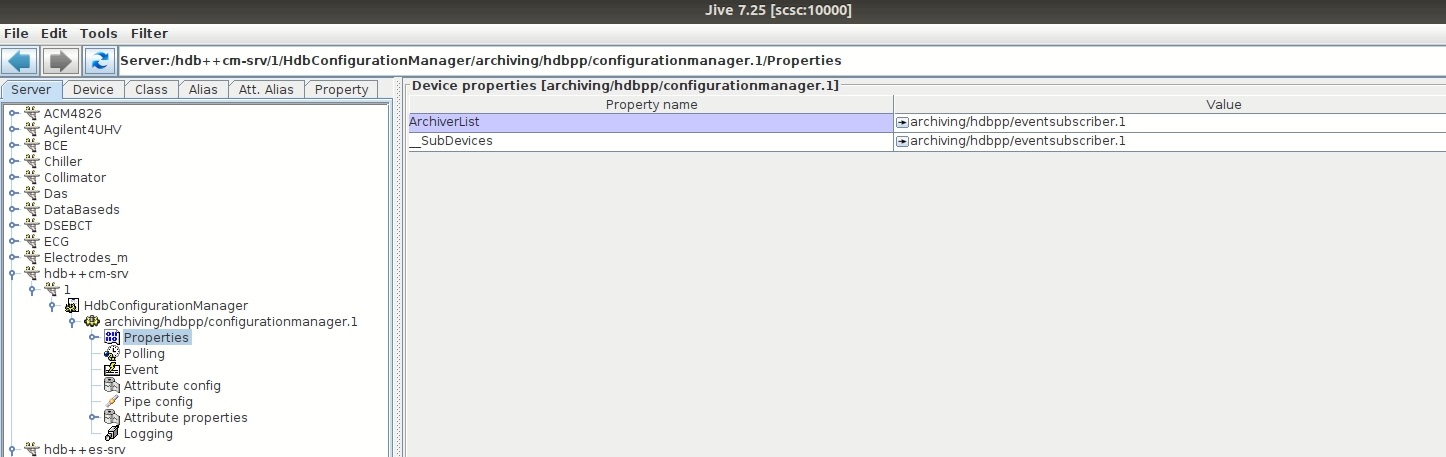 Jive 7.25 [scsc:10000]
File Edit Tools Filter
Server:/hdb++cm-srv/1/HdbConfigurationManager/archiving/hdbpp/configurationmanager.1/Properties
Server Device Class Alias Att. Alias Property
ACM4826
Agilent4UHV
BCE
Chiller
Collimator
Das
DataBaseds
DSEBCT
ECG
Electrodes_m
hdb++cm-srv
1
HdbConfigurationManager
archiving/hdbpp/configurationmanager.1
Properties
Polling
Event
Attribute config
Pipe config
Attribute properties
Logging
hdb++es-srv
Device properties [archiving/hdbpp/configurationmanager.1]
Property name Value
ArchiverList archiving/hdbpp/eventsubscriber.1
__SubDevices archiving/hdbpp/eventsubscriber.1